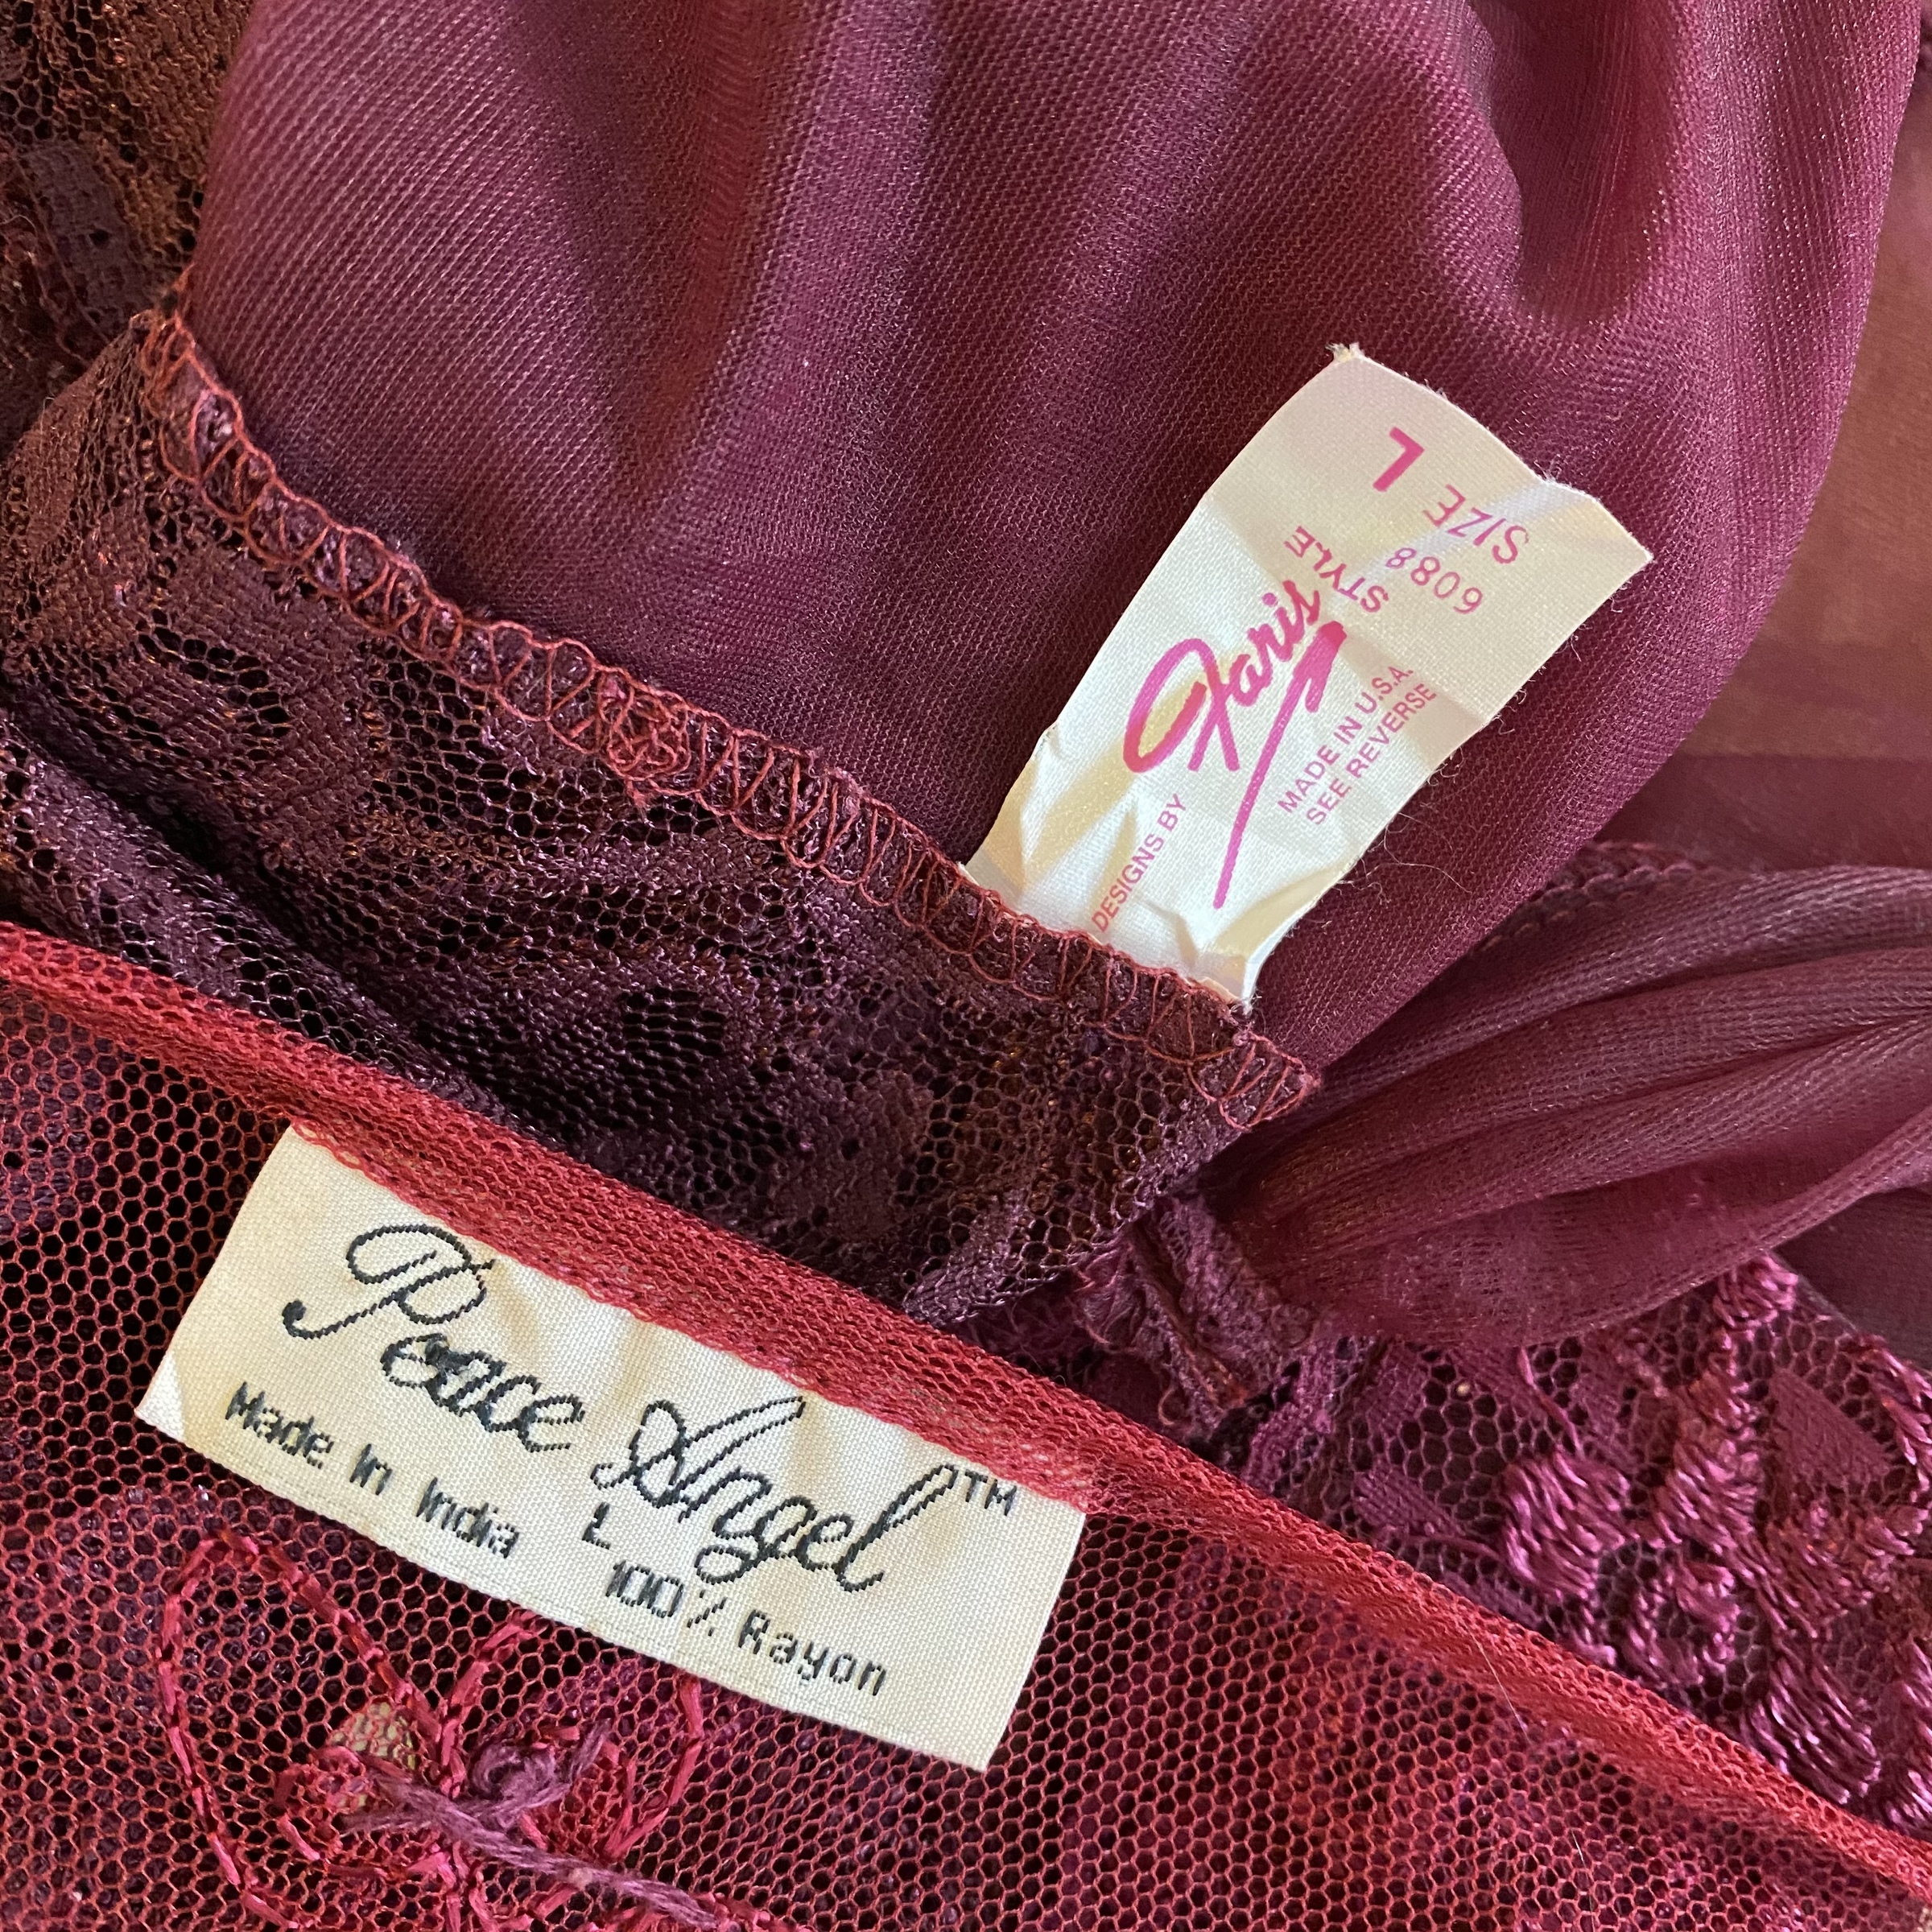 SIZE
L
STYLE
6088
DESIGNS BY
Faris
MADE IN U.S.A.
SEE REVERSE
Peace Angel™
Made In India
L
100% Rayon